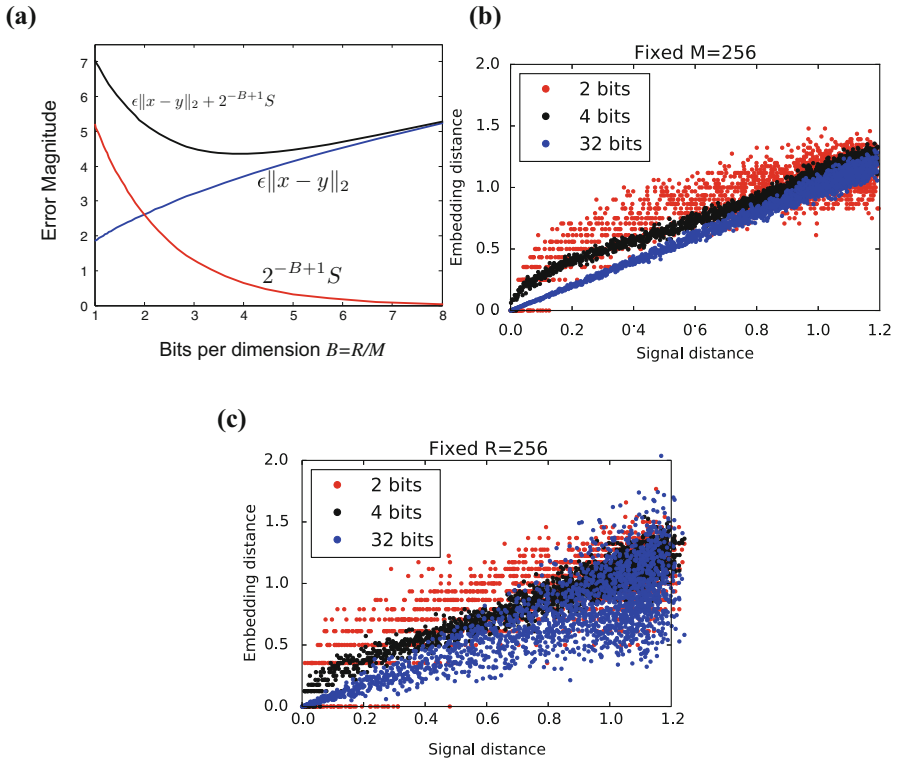 (a)
7
6
5
4
3
2
1
0
Error Magnitude
ϵ‖x − y‖₂ + 2^{−B+1}S
ϵ‖x − y‖₂
2^{−B+1}S
1 2 3 4 5 6 7 8
Bits per dimension B=R/M
(b)
Fixed M=256
2.0
1.5
1.0
0.5
0 0
Embedding distance
2 bits
4 bits
32 bits
0.0 0.2 0.4 0.6 0.8 1.0 1.2
Signal distance
(c)
Fixed R=256
2.0
1.5
1.0
0.5
0.0
Embedding distance
2 bits
4 bits
32 bits
0.0 0.2 0.4 0.6 0.8 1.0 1.2
Signal distance